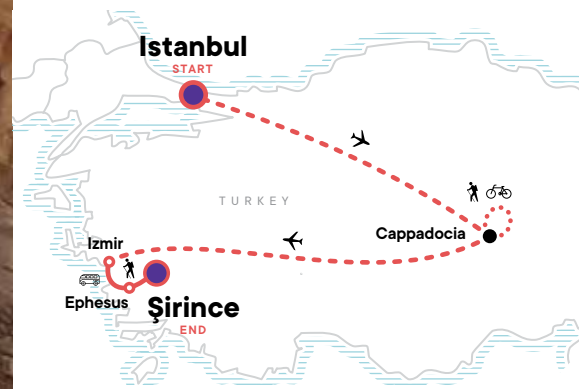 Istanbul
START
TURKEY
Cappadocia
Izmir
Ephesus
Şirince
END